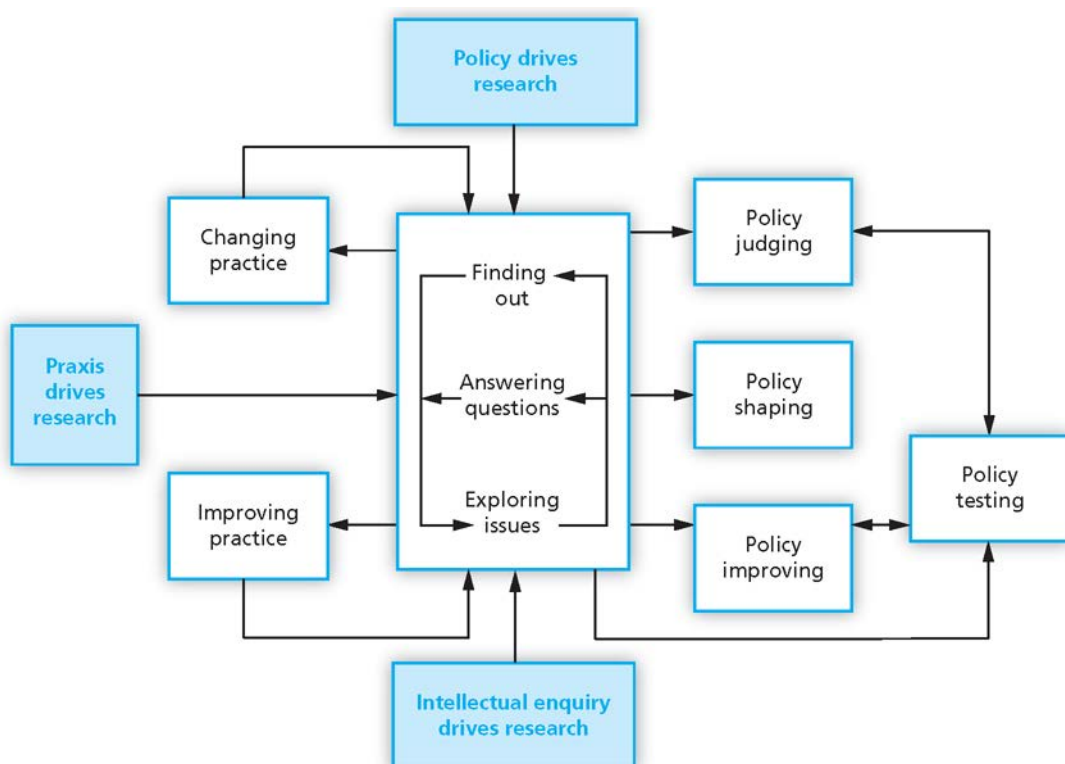 Policy drives
research
Changing
practice
Policy
judging
Finding
out
Praxis
drives
research
Answering
questions
Policy
shaping
Improving
practice
Exploring
issues
Policy
improving
Policy
testing
Intellectual enquiry
drives research